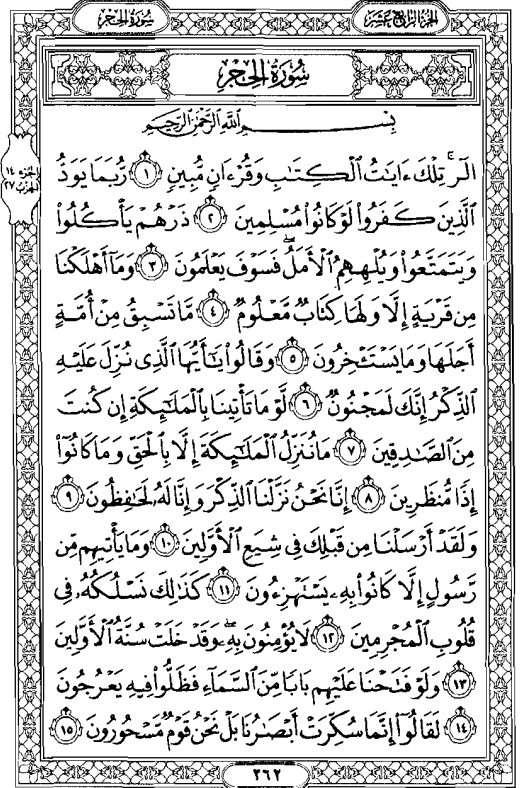 الجزء الرابع عشر
سورة الحجر
سُورَةُ الحِجْرِ
بِسْمِ ٱللَّهِ ٱلرَّحْمَٰنِ ٱلرَّحِيمِ
الٓر ۚ تِلْكَ ءَايَٰتُ ٱلْكِتَٰبِ وَقُرْءَانٍ مُّبِينٍ ١ رُّبَمَا يَوَدُّ
ٱلَّذِينَ كَفَرُوا۟ لَوْ كَانُوا۟ مُسْلِمِينَ ٢ ذَرْهُمْ يَأْكُلُوا۟
وَيَتَمَتَّعُوا۟ وَيُلْهِهِمُ ٱلْأَمَلُ ۖ فَسَوْفَ يَعْلَمُونَ ٣ وَمَآ أَهْلَكْنَا
مِن قَرْيَةٍ إِلَّا وَلَهَا كِتَابٌ مَّعْلُومٌ ٤ مَّا تَسْبِقُ مِنْ أُمَّةٍ
أَجَلَهَا وَمَا يَسْتَـْٔخِرُونَ ٥ وَقَالُوا۟ يَٰٓأَيُّهَا ٱلَّذِى نُزِّلَ عَلَيْهِ
ٱلذِّكْرُ إِنَّكَ لَمَجْنُونٌ ٦ لَّوْ مَا تَأْتِينَا بِٱلْمَلَٰٓئِكَةِ إِن كُنتَ
مِنَ ٱلصَّٰدِقِينَ ٧ مَا نُنَزِّلُ ٱلْمَلَٰٓئِكَةَ إِلَّا بِٱلْحَقِّ وَمَا كَانُوٓا۟
إِذًا مُّنظَرِينَ ٨ إِنَّا نَحْنُ نَزَّلْنَا ٱلذِّكْرَ وَإِنَّا لَهُۥ لَحَٰفِظُونَ ٩
وَلَقَدْ أَرْسَلْنَا مِن قَبْلِكَ فِى شِيَعِ ٱلْأَوَّلِينَ ١٠ وَمَا يَأْتِيهِم مِّن
رَّسُولٍ إِلَّا كَانُوا۟ بِهِۦ يَسْتَهْزِءُونَ ١١ كَذَٰلِكَ نَسْلُكُهُۥ فِى
قُلُوبِ ٱلْمُجْرِمِينَ ١٢ لَا يُؤْمِنُونَ بِهِۦ ۖ وَقَدْ خَلَتْ سُنَّةُ ٱلْأَوَّلِينَ
١٣ وَلَوْ فَتَحْنَا عَلَيْهِم بَابًا مِّنَ ٱلسَّمَآءِ فَظَلُّوا۟ فِيهِ يَعْرُجُونَ
١٤ لَقَالُوٓا۟ إِنَّمَا سُكِّرَتْ أَبْصَٰرُنَا بَلْ نَحْنُ قَوْمٌ مَّسْحُورُونَ ١٥
الجزء ١٤
الحزب ٢٧
٢٦٢